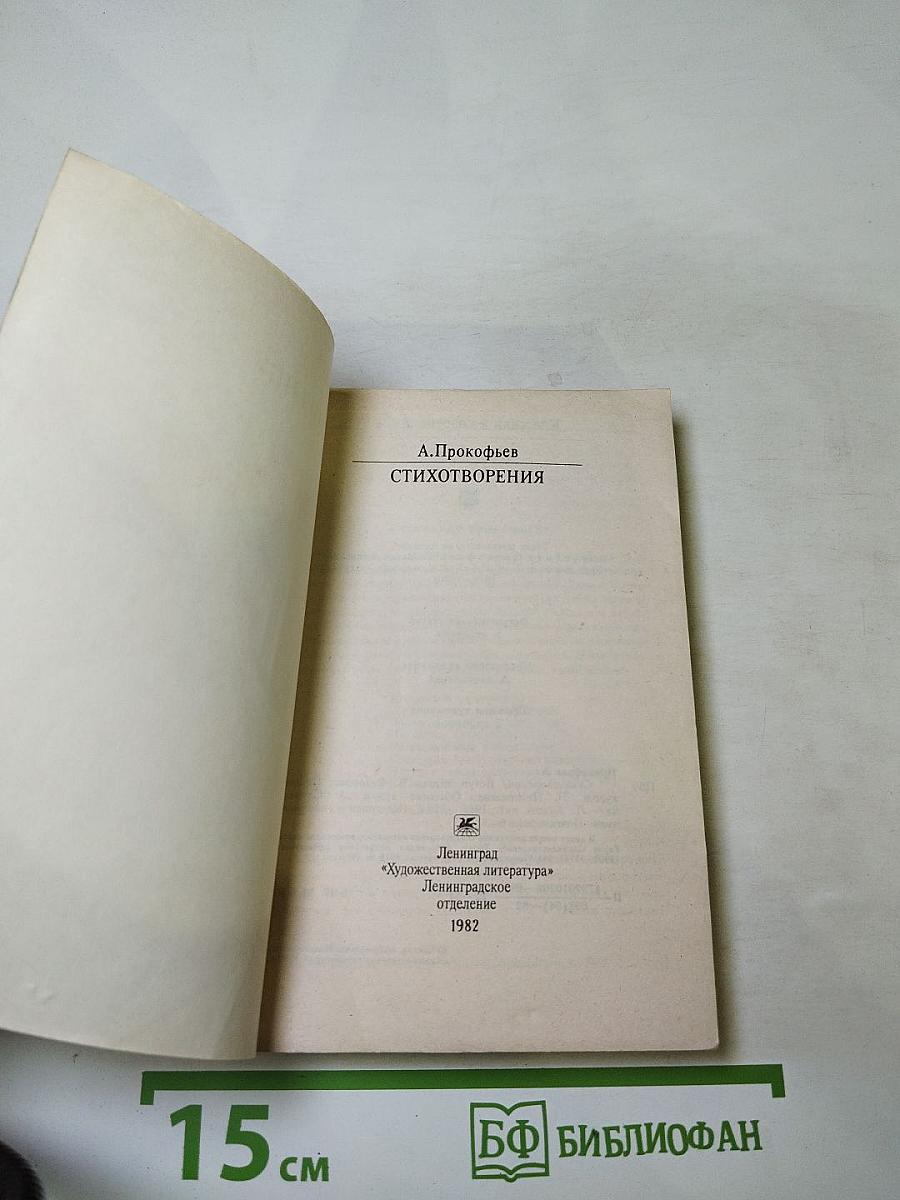 А.Прокофьев
СТИХОТВОРЕНИЯ
Ленинград
«Художественная литература»
Ленинградское
отделение
1982
15 см
БФ БИБЛИОФАН